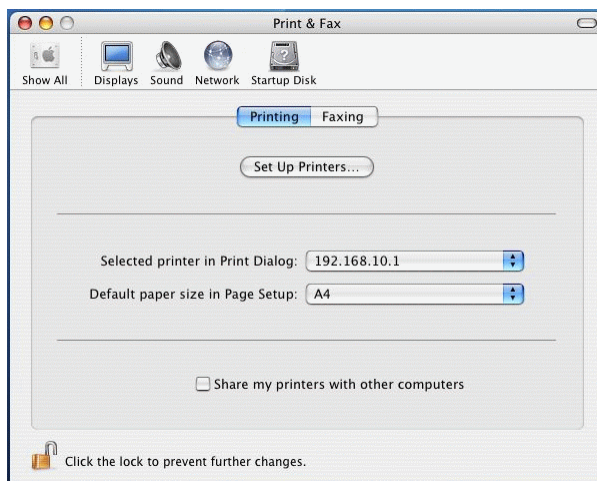 Print & Fax
Show All Displays Sound Network Startup Disk
Printing Faxing
Set Up Printers...
Selected printer in Print Dialog: 192.168.10.1
Default paper size in Page Setup: A4
Share my printers with other computers
Click the lock to prevent further changes.